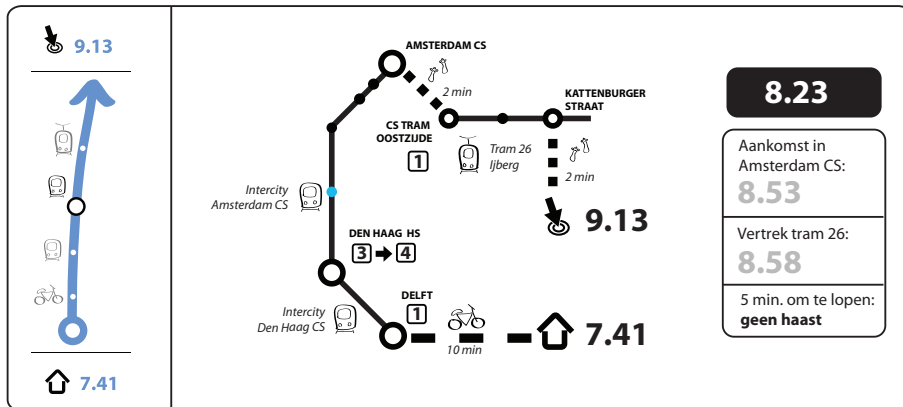 9.13
7.41
AMSTERDAM CS
2 min
KATTENBURGER
STRAAT
CS TRAM
OOSTZIJDE
1
Tram 26
Ijberg
2 min
Intercity
Amsterdam CS
9.13
DEN HAAG HS
3 4
Intercity
Den Haag CS
DELFT
1
10 min
7.41
8.23
Aankomst in
Amsterdam CS:
8.53
Vertrek tram 26:
8.58
5 min. om te lopen:
geen haast